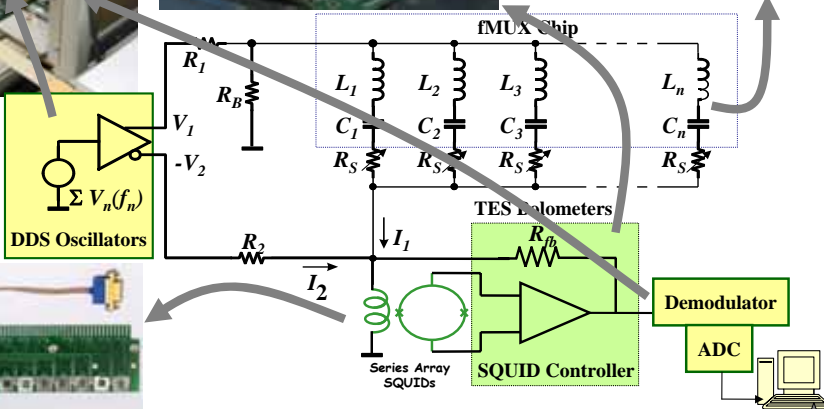 fMUX Chip
R1
RB
L1
L2
L3
Ln
C1
C2
C3
Cn
V1
-V2
RS
RS
RS
RS
Σ Vn(fn)
DDS Oscillators
TES Bolometers
R2
I1
I2
Rfb
Series Array
SQUIDs
SQUID Controller
Demodulator
ADC